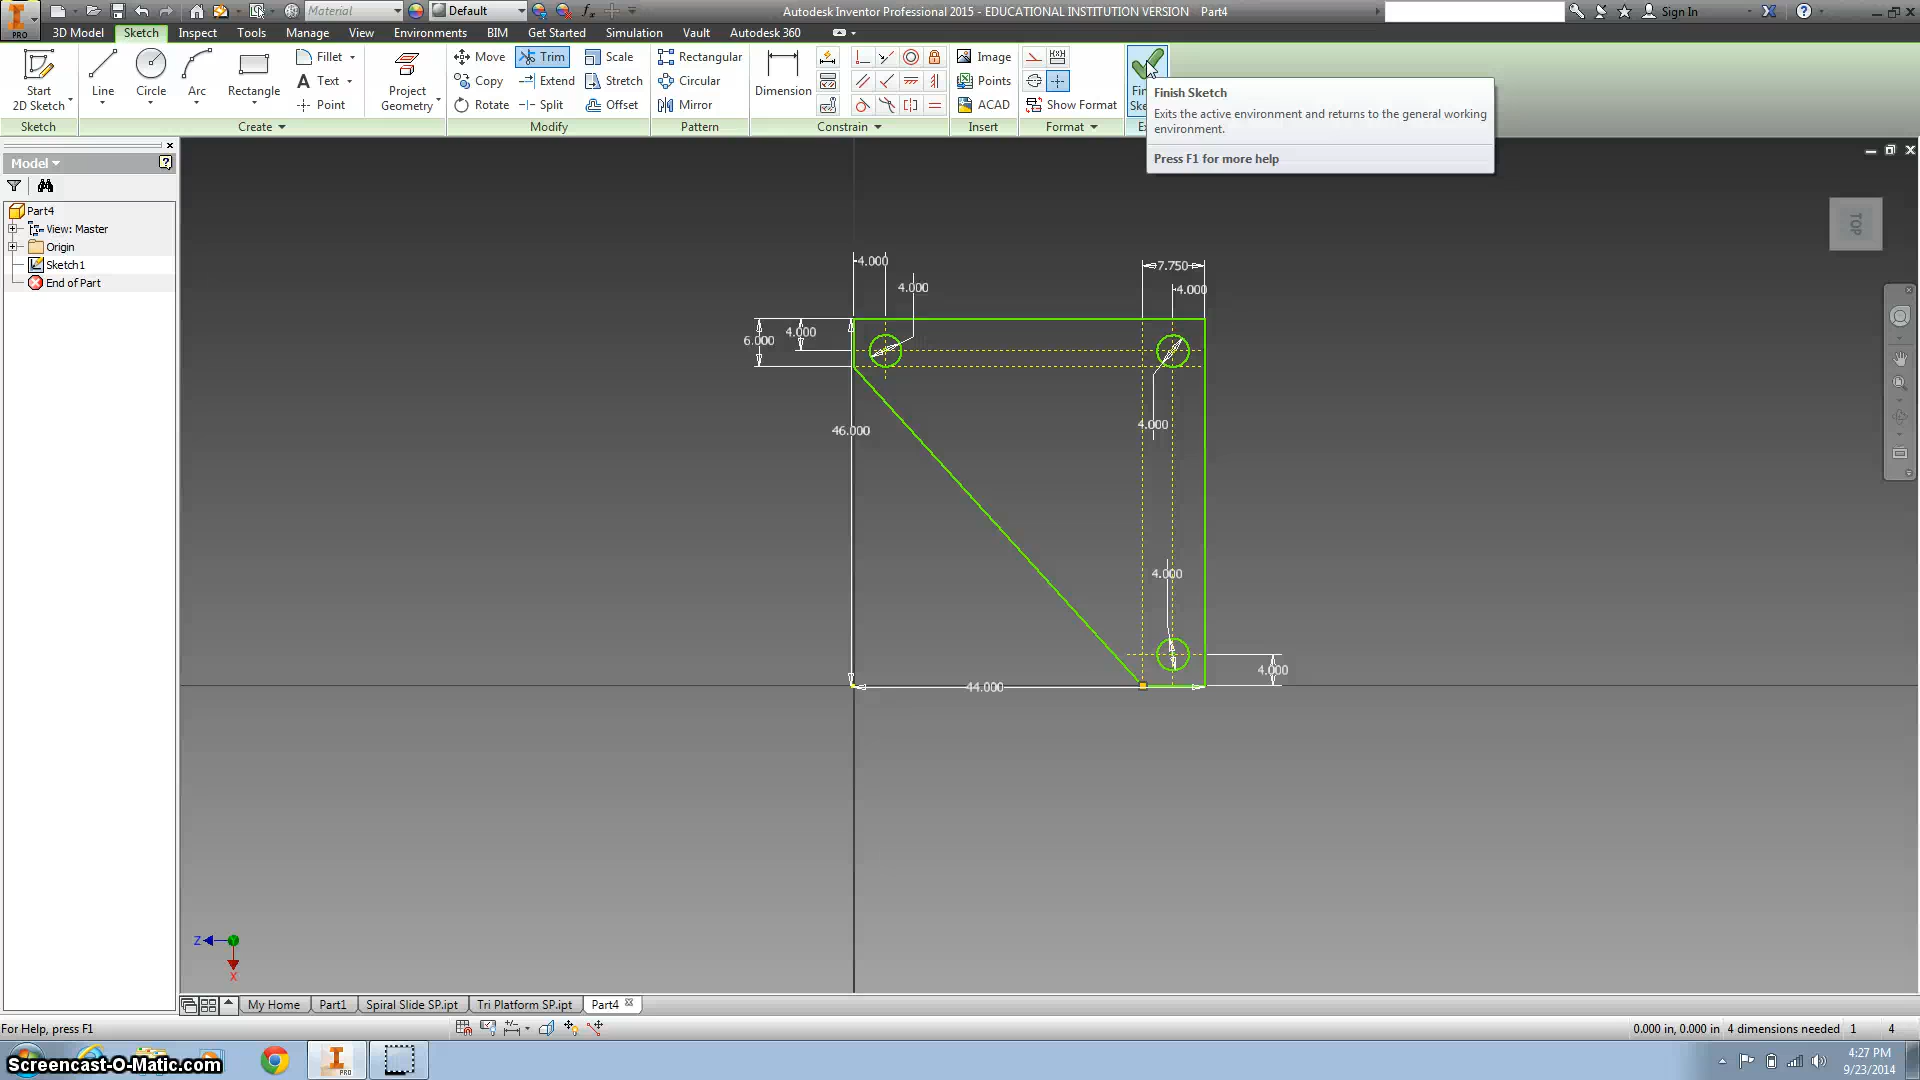 Material
Default
Autodesk Inventor Professional 2015 - EDUCATIONAL INSTITUTION VERSION Part4
Sign In
PRO
3D Model Sketch Inspect Tools Manage View Environments BIM Get Started Simulation Vault Autodesk 360
Start
2D Sketch
Line
Circle
Arc
Rectangle
Fillet
Text
Point
Project
Geometry
Move
Copy
Rotate
Trim
Extend
Split
Scale
Stretch
Offset
Rectangular
Circular
Mirror
Dimension
Image
Points
ACAD
Show Format
Sketch
Create
Modify
Pattern
Constrain
Insert
Format
Finish Sketch
Exits the active environment and returns to the general working
environment.
Press F1 for more help
Model
Part4
View: Master
Origin
Sketch1
End of Part
TOP
4.000
7.750
4.000
4.000
4.000
6.000
46.000
4.000
4.000
4.000
44.000
Z
X
My Home
Part1
Spiral Slide SP.ipt
Tri Platform SP.ipt
Part4
For Help, press F1
0.000 in, 0.000 in 4 dimensions needed 1 4
Screencast-O-Matic.com
PRO
4:27 PM
9/23/2014